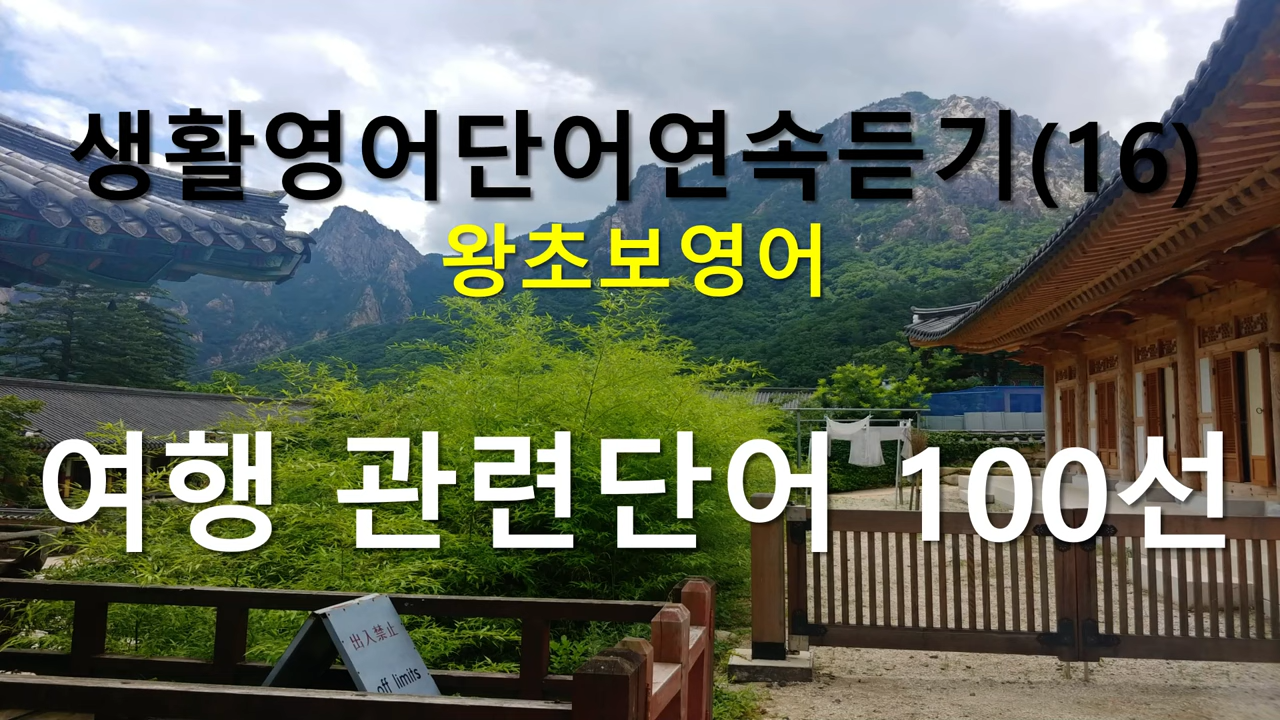 생활영어단어연속듣기(16)
왕초보영어
여행 관련단어 100선
出入禁止
off limits